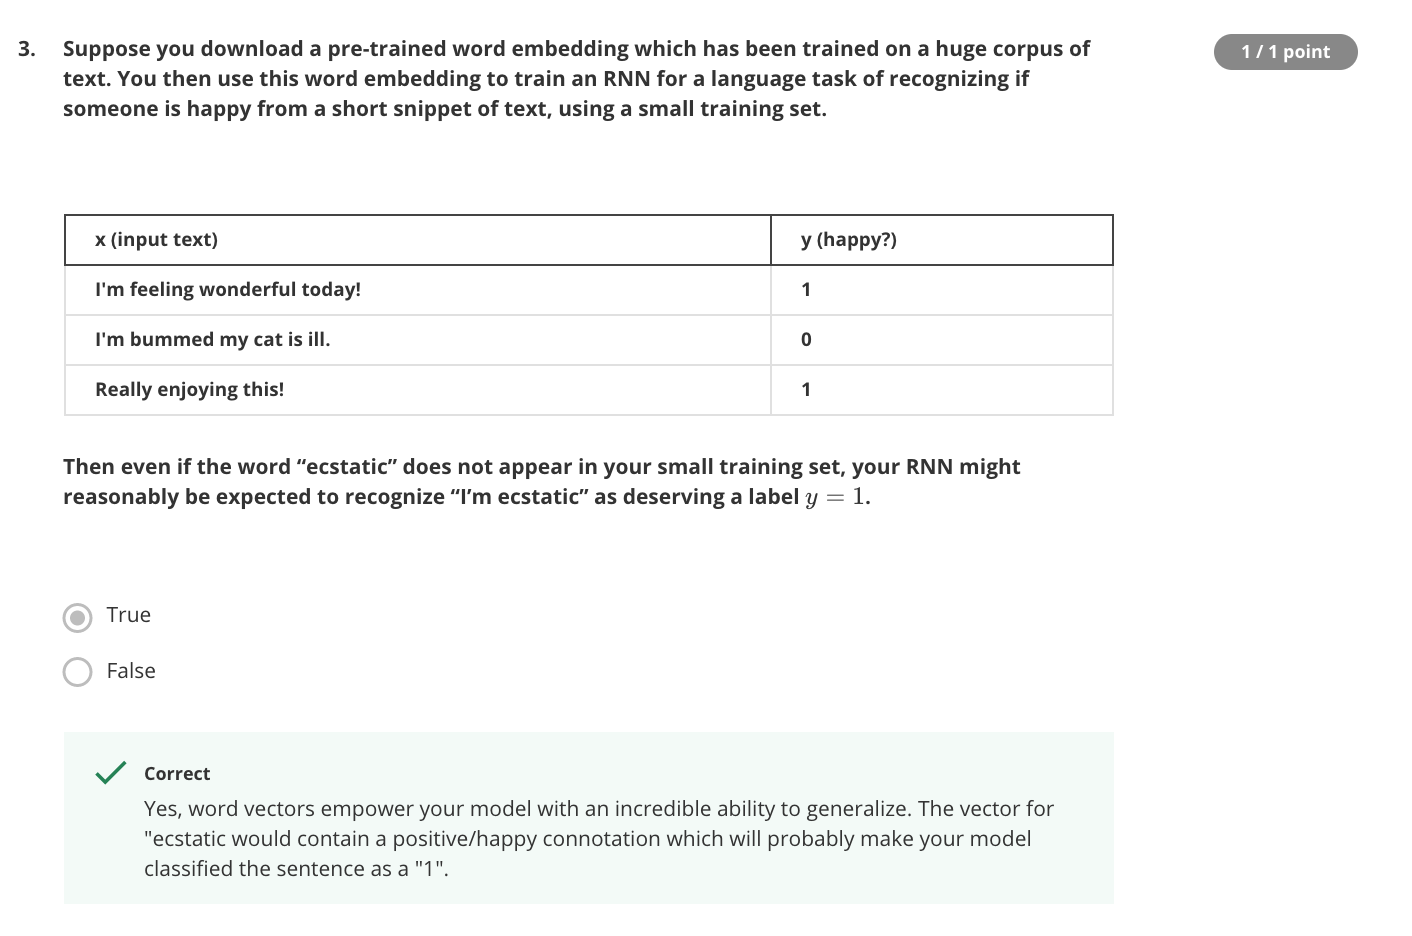 3. Suppose you download a pre-trained word embedding which has been trained on a huge corpus of
text. You then use this word embedding to train an RNN for a language task of recognizing if
someone is happy from a short snippet of text, using a small training set.
1 / 1 point
x (input text) y (happy?)
I'm feeling wonderful today! 1
I'm bummed my cat is ill. 0
Really enjoying this! 1
Then even if the word “ecstatic” does not appear in your small training set, your RNN might
reasonably be expected to recognize “I’m ecstatic” as deserving a label y = 1.
True
False
Correct
Yes, word vectors empower your model with an incredible ability to generalize. The vector for
"ecstatic would contain a positive/happy connotation which will probably make your model
classified the sentence as a "1".